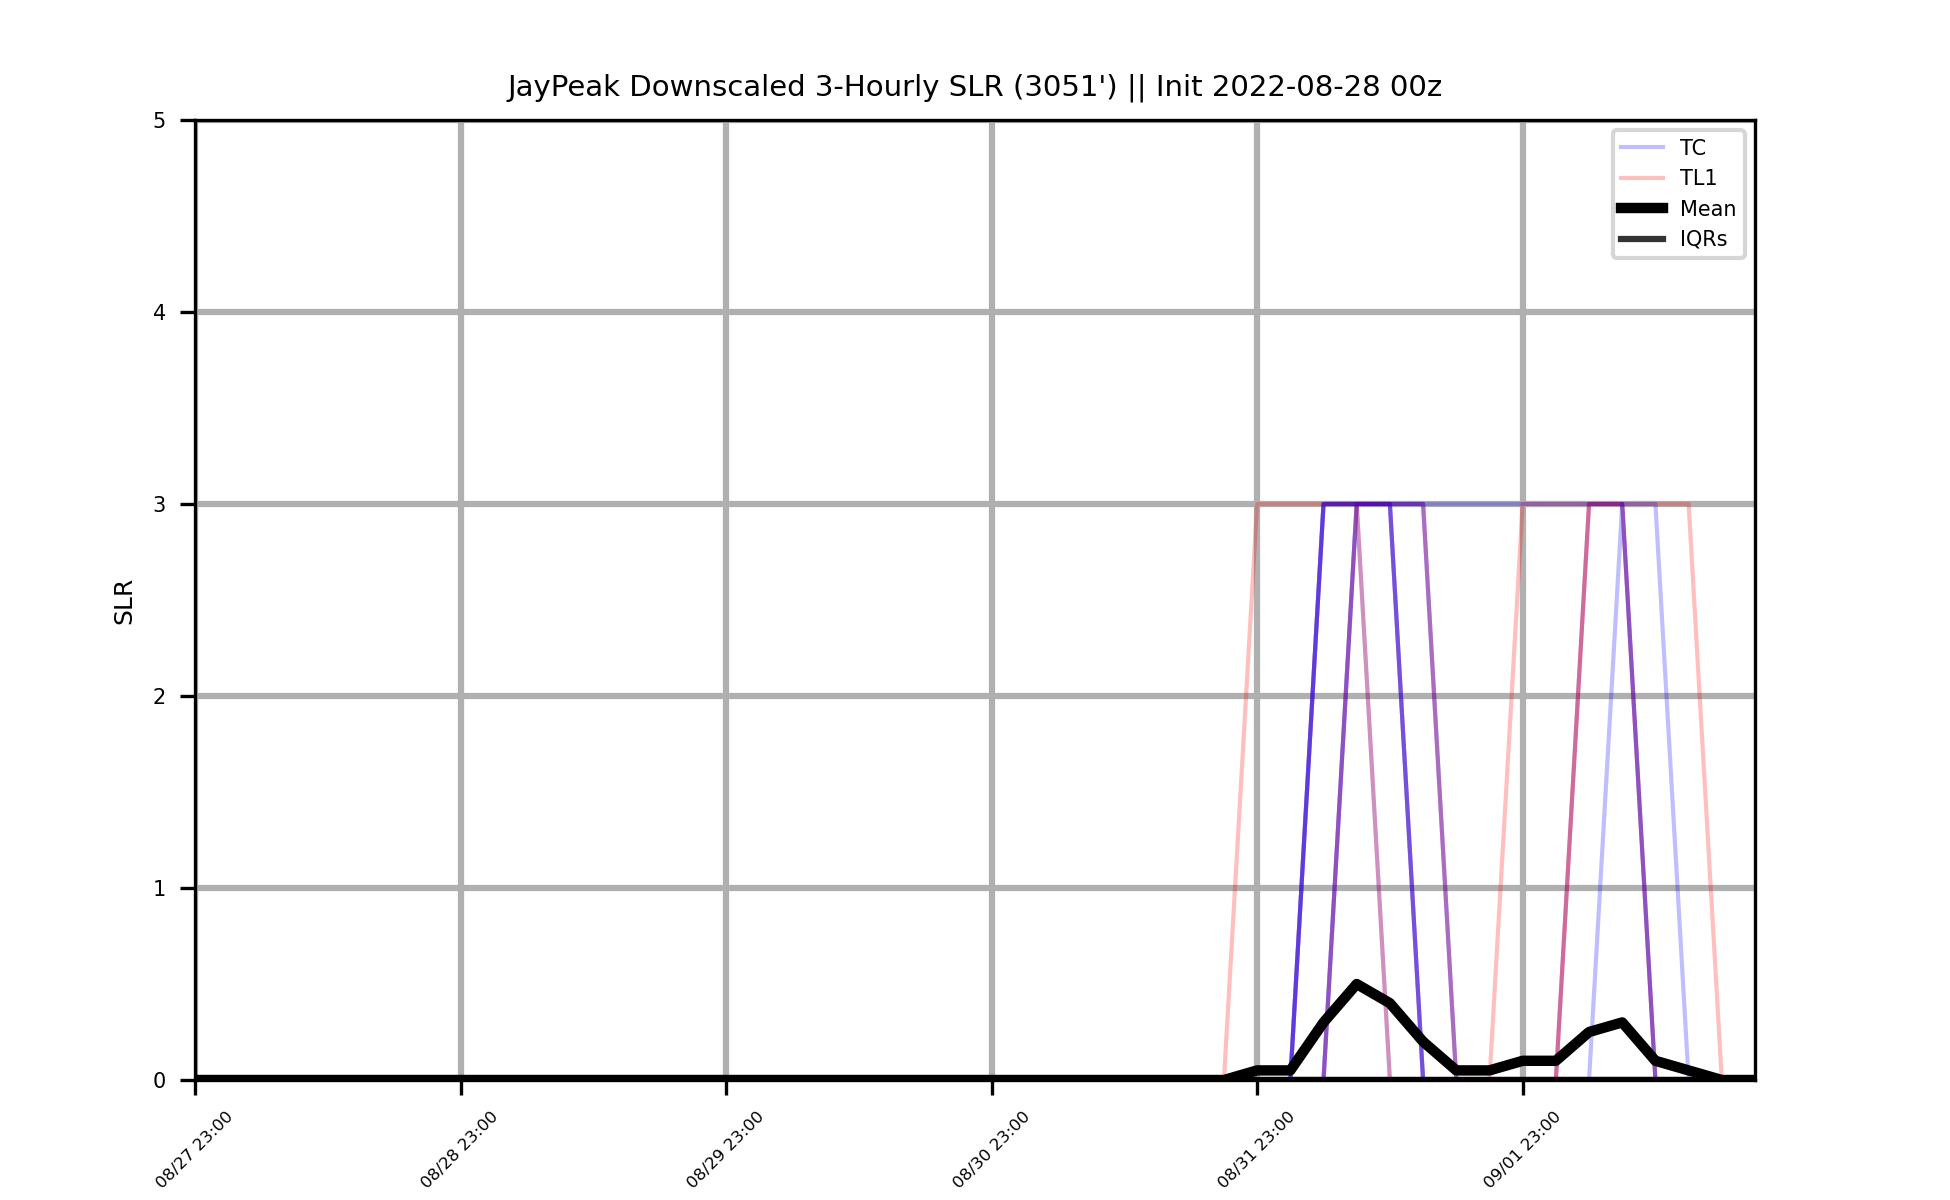 JayPeak Downscaled 3-Hourly SLR (3051') || Init 2022-08-28 00z
5
4
3
2
1
0
SLR
TC
TL1
Mean
IQRs
08/27 23:00
08/28 23:00
08/29 23:00
08/30 23:00
08/31 23:00
09/01 23:00